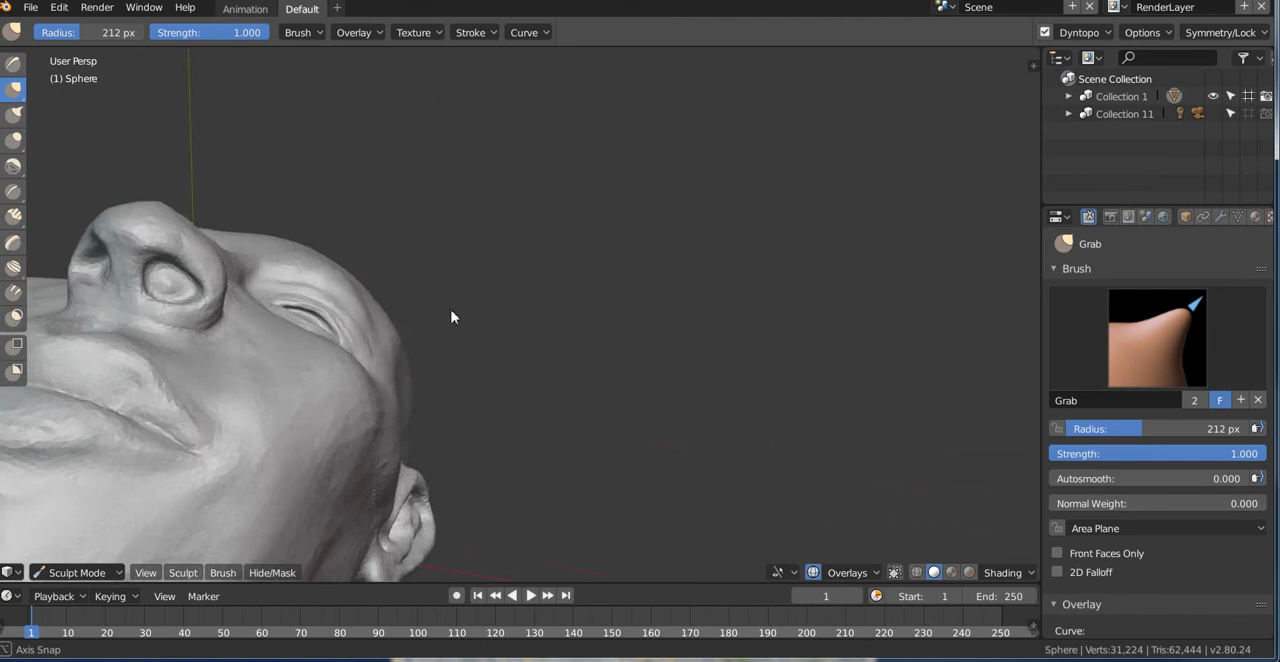 File Edit Render Window Help Animation Default + Scene RenderLayer
Radius: 212 px Strength: 1.000 Brush Overlay Texture Stroke Curve Dyntopo Options Symmetry/Lock
User Persp
(1) Sphere
Scene Collection
Collection 1
Collection 11
Grab
Brush
Grab 2 F
Radius: 212 px
Strength: 1.000
Autosmooth: 0.000
Normal Weight: 0.000
Area Plane
Front Faces Only
2D Falloff
Overlay
Curve:
Sculpt Mode View Sculpt Brush Hide/Mask Overlays Shading
Playback Keying View Marker 1 Start: 1 End: 250
1 10 20 30 40 50 60 70 80 90 100 110 120 130 140 150 160 170 180 190 200 210 220 230 240 250
Axis Snap Sphere | Verts:31,224 | Tris:62,444 | v2.80.24